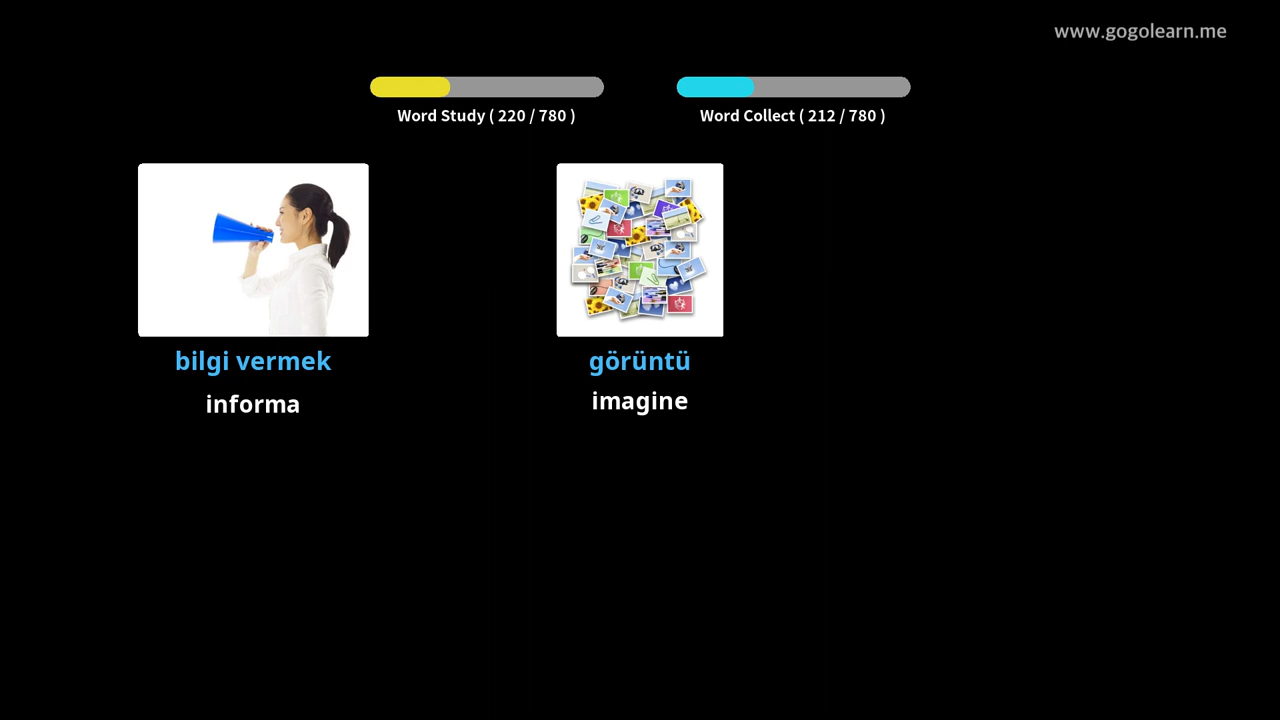 www.gogolearn.me
Word Study ( 220 / 780 )
Word Collect ( 212 / 780 )
bilgi vermek
informa
görüntü
imagine